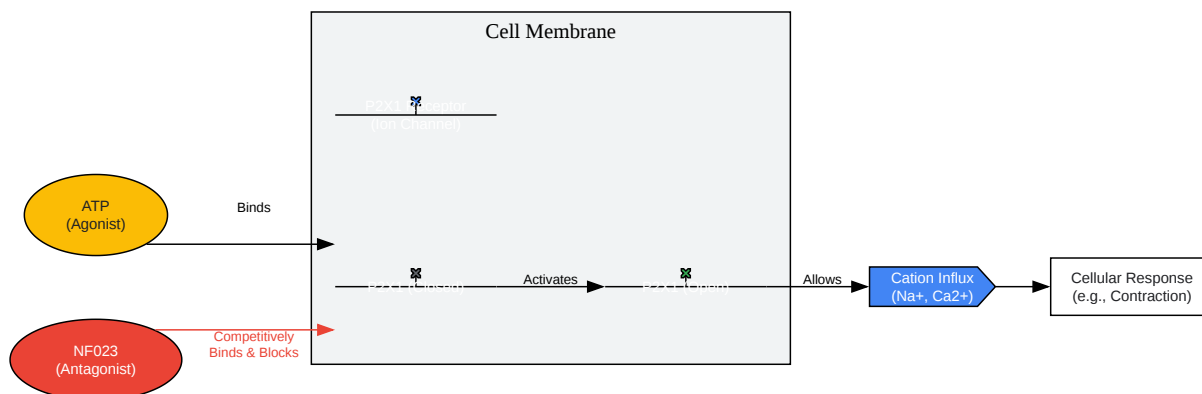 Cell Membrane
P2X1 Receptor
(Ion Channel)
ATP
(Agonist)
Binds
Activates
Allows
Cation Influx
(Na+, Ca2+)
Cellular Response
(e.g., Contraction)
NF023
(Antagonist)
Competitively
Binds & Blocks